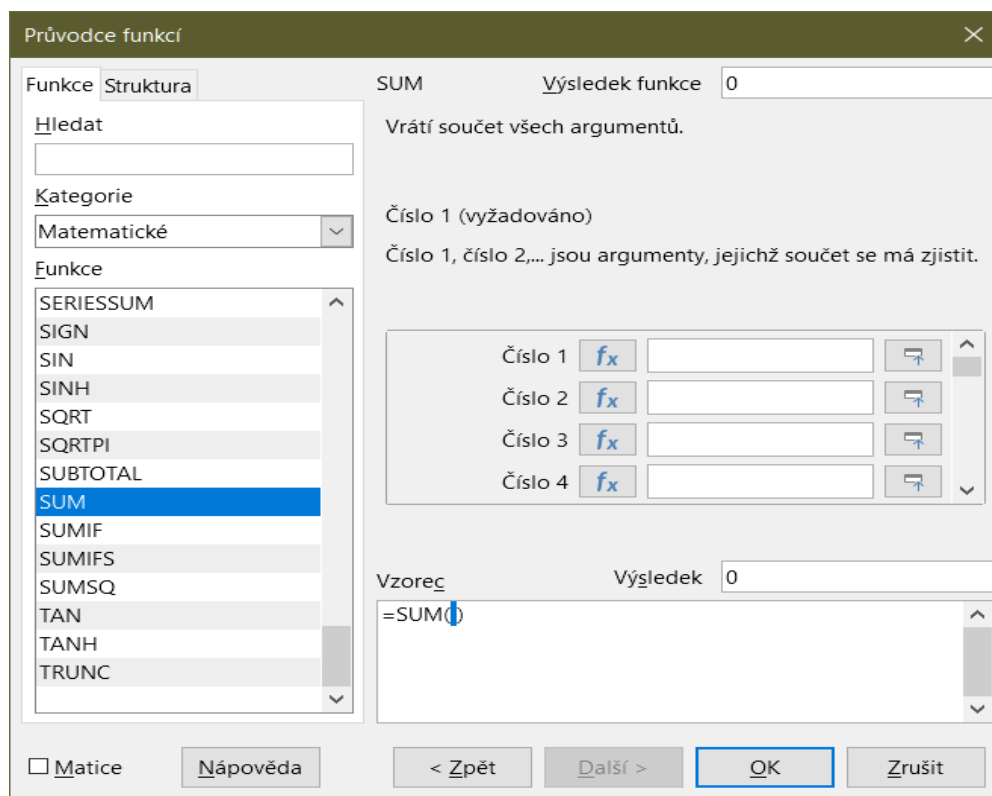 Průvodce funkcí
Funkce Struktura
Hledat
Kategorie
Matematické
Funkce
SERIESSUM
SIGN
SIN
SINH
SQRT
SQRTPI
SUBTOTAL
SUM
SUMIF
SUMIFS
SUMSQ
TAN
TANH
TRUNC
SUM Výsledek funkce 0
Vrátí součet všech argumentů.
Číslo 1 (vyžadováno)
Číslo 1, číslo 2,... jsou argumenty, jejichž součet se má zjistit.
Číslo 1 fx
Číslo 2 fx
Číslo 3 fx
Číslo 4 fx
Vzorec Výsledek 0
=SUM()
Matice Nápověda < Zpět Další > OK Zrušit